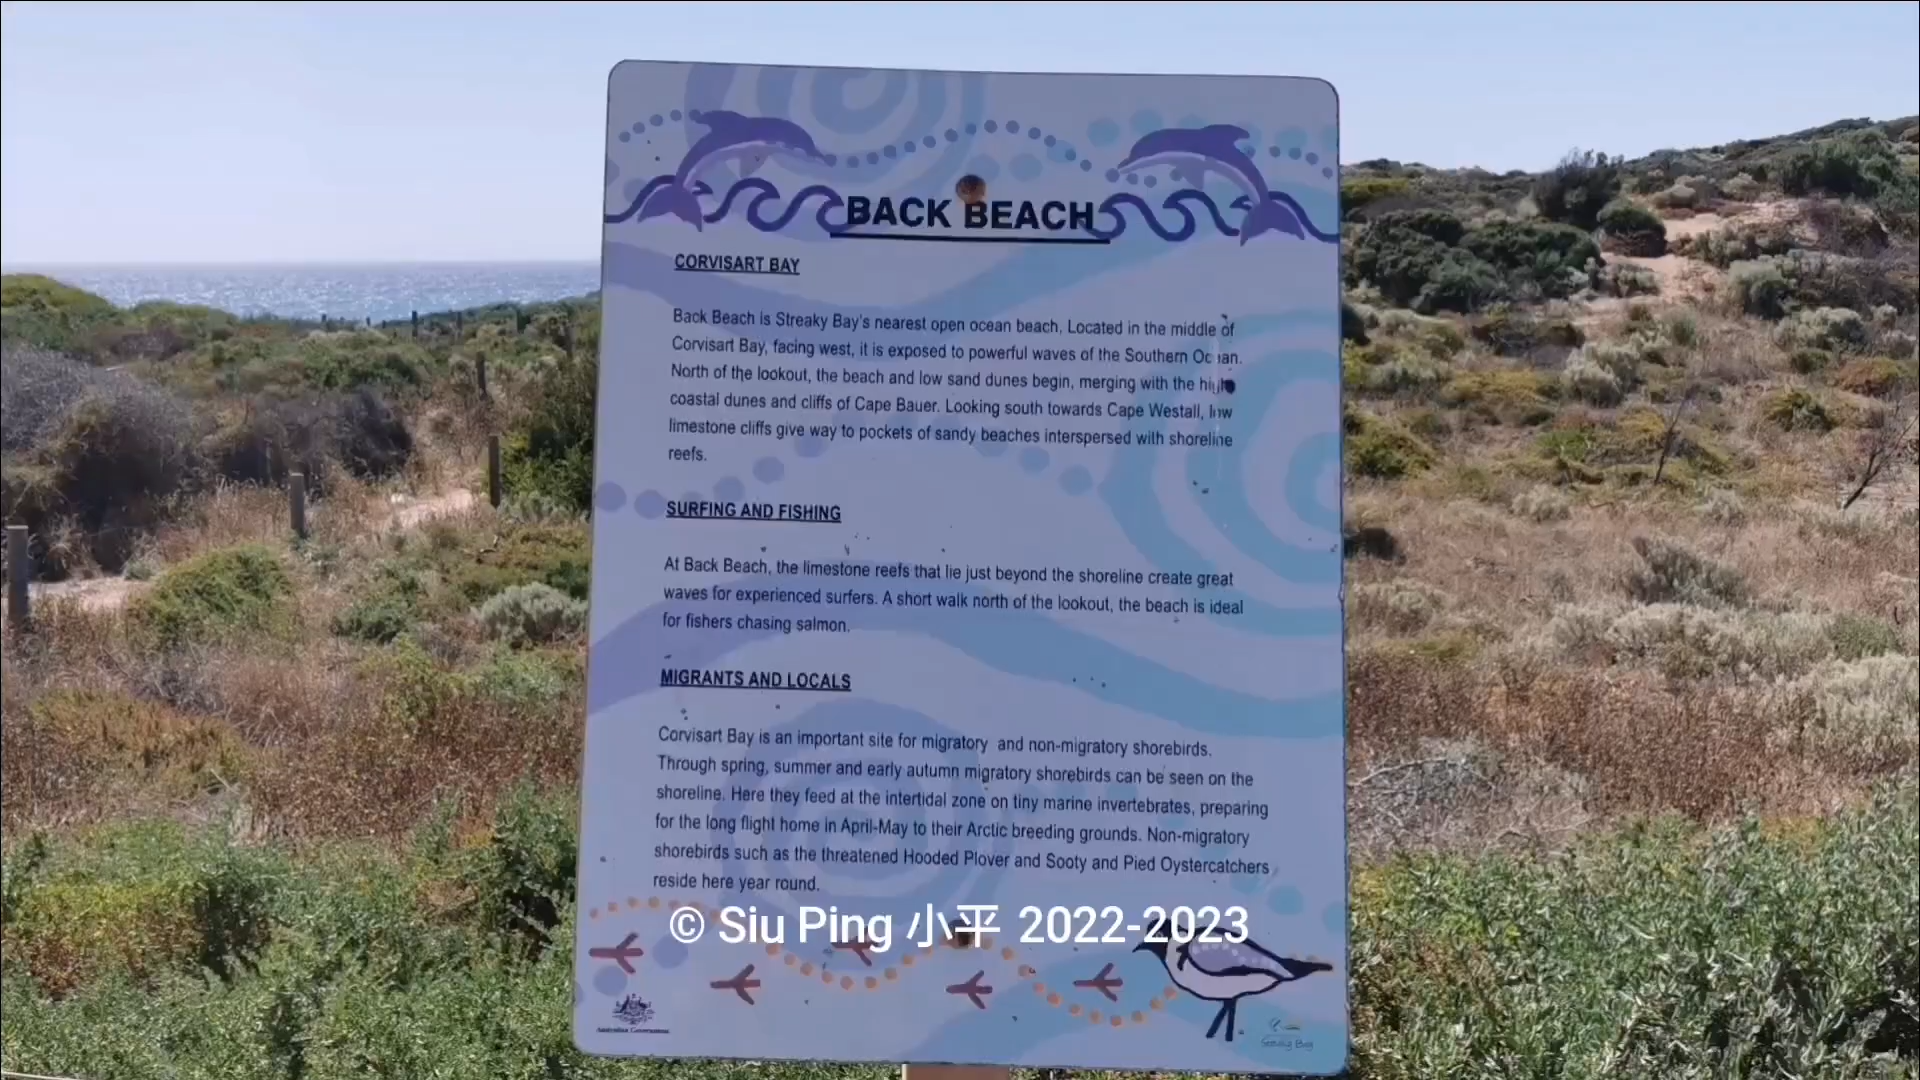 BACK BEACH
CORVISART BAY
Back Beach is Streaky Bay's nearest open ocean beach. Located in the middle of
Corvisart Bay, facing west, it is exposed to powerful waves of the Southern Ocean.
North of the lookout, the beach and low sand dunes begin, merging with the high
coastal dunes and cliffs of Cape Bauer. Looking south towards Cape Westall, low
limestone cliffs give way to pockets of sandy beaches interspersed with shoreline
reefs.
SURFING AND FISHING
At Back Beach, the limestone reefs that lie just beyond the shoreline create great
waves for experienced surfers. A short walk north of the lookout, the beach is ideal
for fishers chasing salmon.
MIGRANTS AND LOCALS
Corvisart Bay is an important site for migratory and non-migratory shorebirds.
Through spring, summer and early autumn migratory shorebirds can be seen on the
shoreline. Here they feed at the intertidal zone on tiny marine invertebrates, preparing
for the long flight home in April-May to their Arctic breeding grounds. Non-migratory
shorebirds such as the threatened Hooded Plover and Sooty and Pied Oystercatchers
reside here year round.
© Siu Ping 小平 2022-2023
Australian Government
Streaky Bay